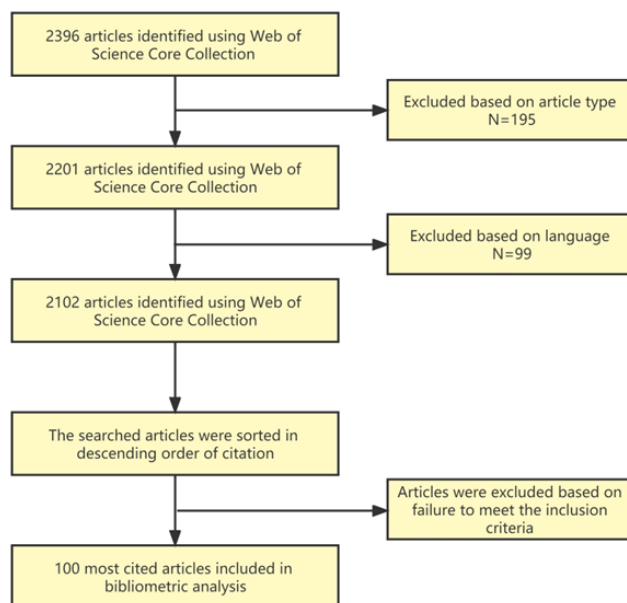 2396 articles identified using Web of
Science Core Collection
Excluded based on article type
N=195
2201 articles identified using Web of
Science Core Collection
Excluded based on language
N=99
2102 articles identified using Web of
Science Core Collection
The searched articles were sorted in
descending order of citation
Articles were excluded based on
failure to meet the inclusion
criteria
100 most cited articles included in
bibliometric analysis